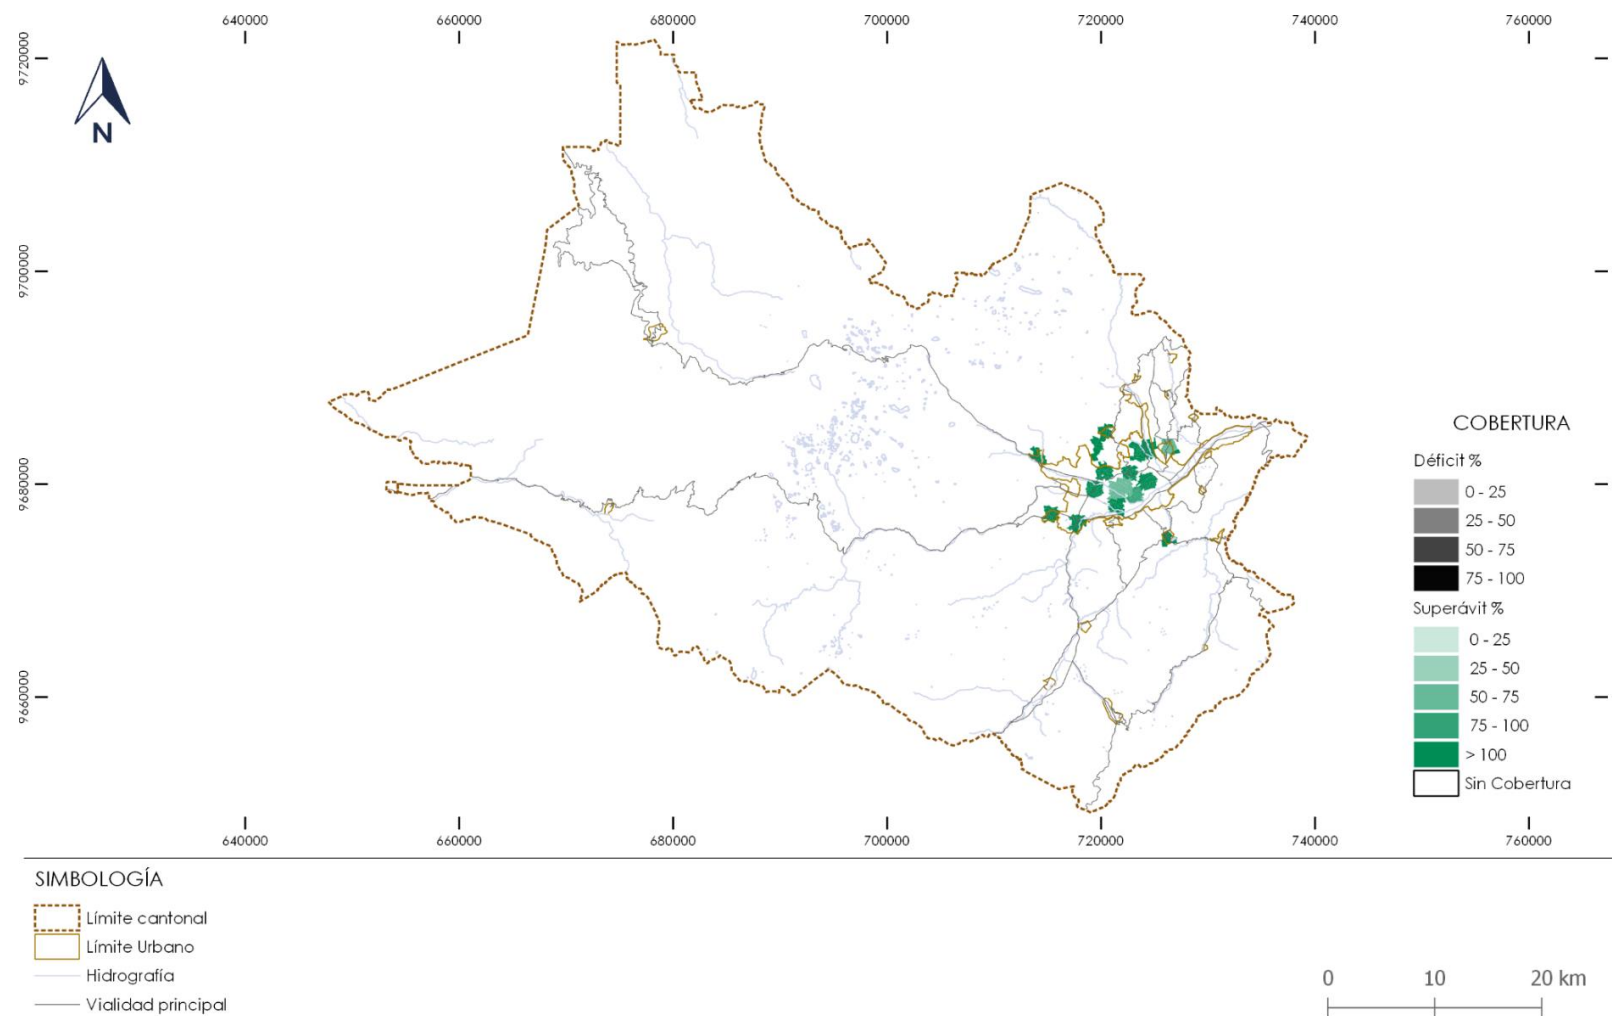 640000 660000 680000 700000 720000 740000 760000
9720000
9700000
9680000
9660000
N
COBERTURA
Déficit %
0 - 25
25 - 50
50 - 75
75 - 100
Superávit %
0 - 25
25 - 50
50 - 75
75 - 100
> 100
Sin Cobertura
640000 660000 680000 700000 720000 740000 760000
SIMBOLOGÍA
Límite cantonal
Límite Urbano
Hidrografía
Vialidad principal
0 10 20 km